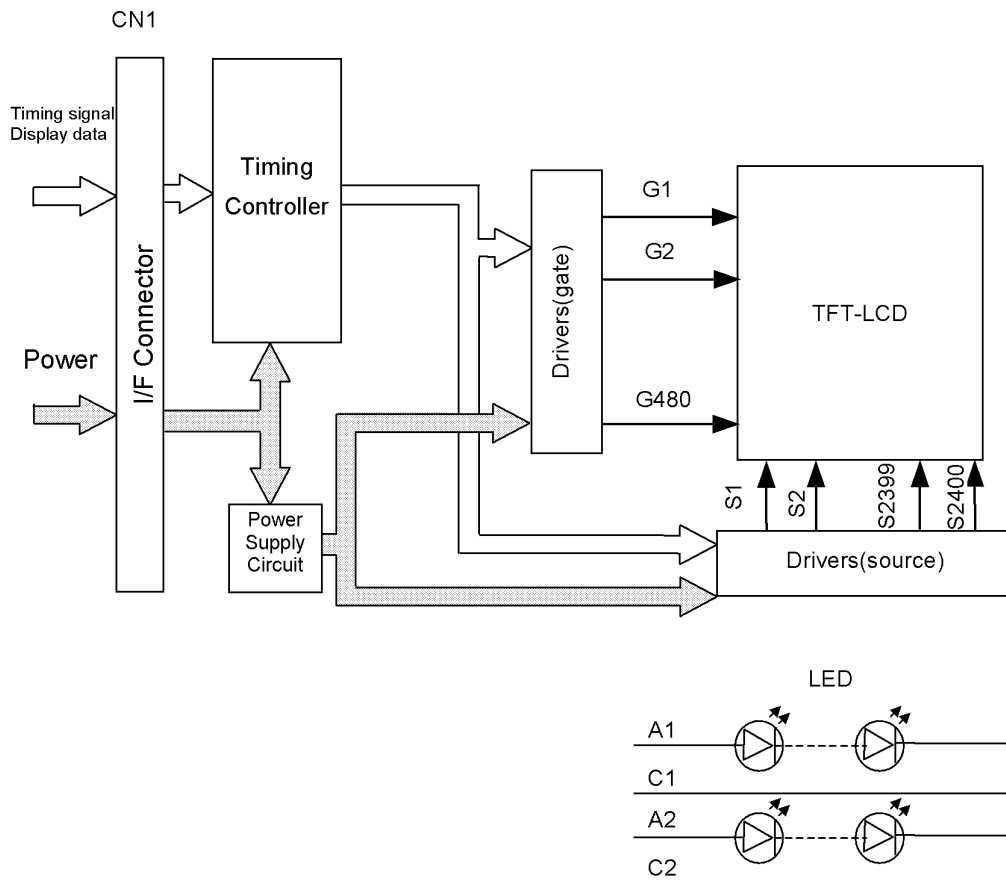 CN1
Timing signal
Display data
Power
I/F Connector
Timing
Controller
Power
Supply
Circuit
Drivers(gate)
G1
G2
G480
TFT-LCD
S1
S2
S2399
S2400
Drivers(source)
LED
A1
C1
A2
C2